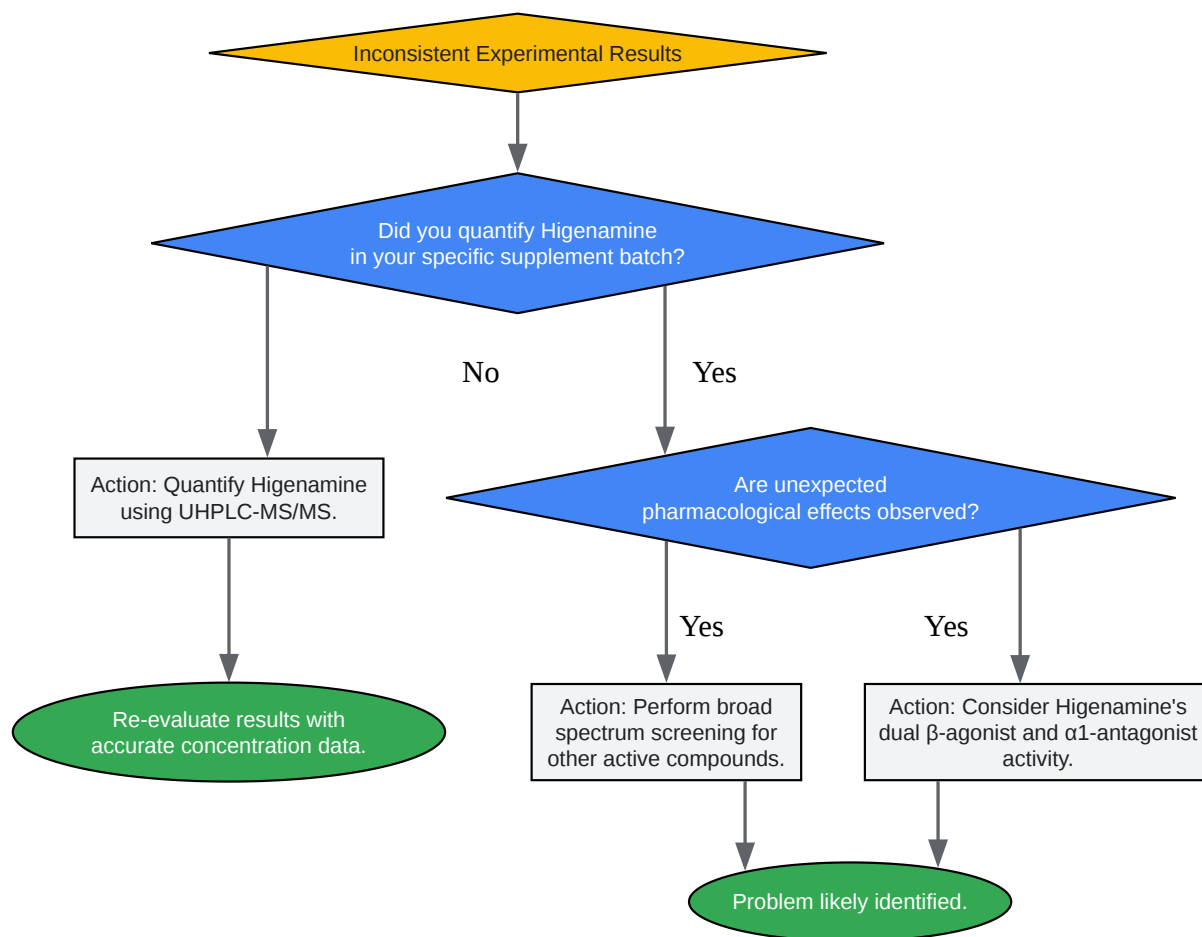 Inconsistent Experimental Results
Did you quantify Higenamine
in your specific supplement batch?
No
Yes
Action: Quantify Higenamine
using UHPLC-MS/MS.
Are unexpected
pharmacological effects observed?
Yes
Yes
Re-evaluate results with
accurate concentration data.
Action: Perform broad
spectrum screening for
other active compounds.
Action: Consider Higenamine's
dual β-agonist and α1-antagonist
activity.
Problem likely identified.